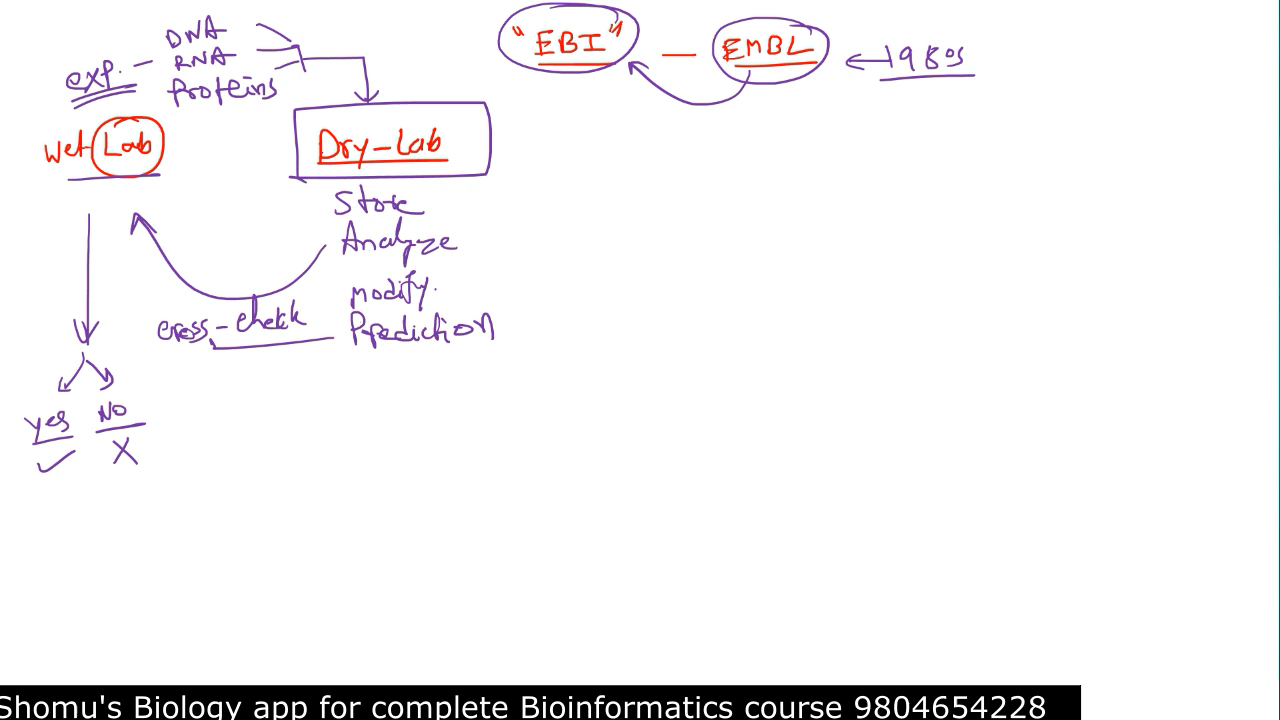 exp. - DNA
RNA
Proteins
"EBI" - EMBL ← 1980s
Wet Lab
Dry-Lab
Store
Analyze
modify.
Prediction
cross-check
Yes No
✓ X
Shomu's Biology app for complete Bioinformatics course 9804654228